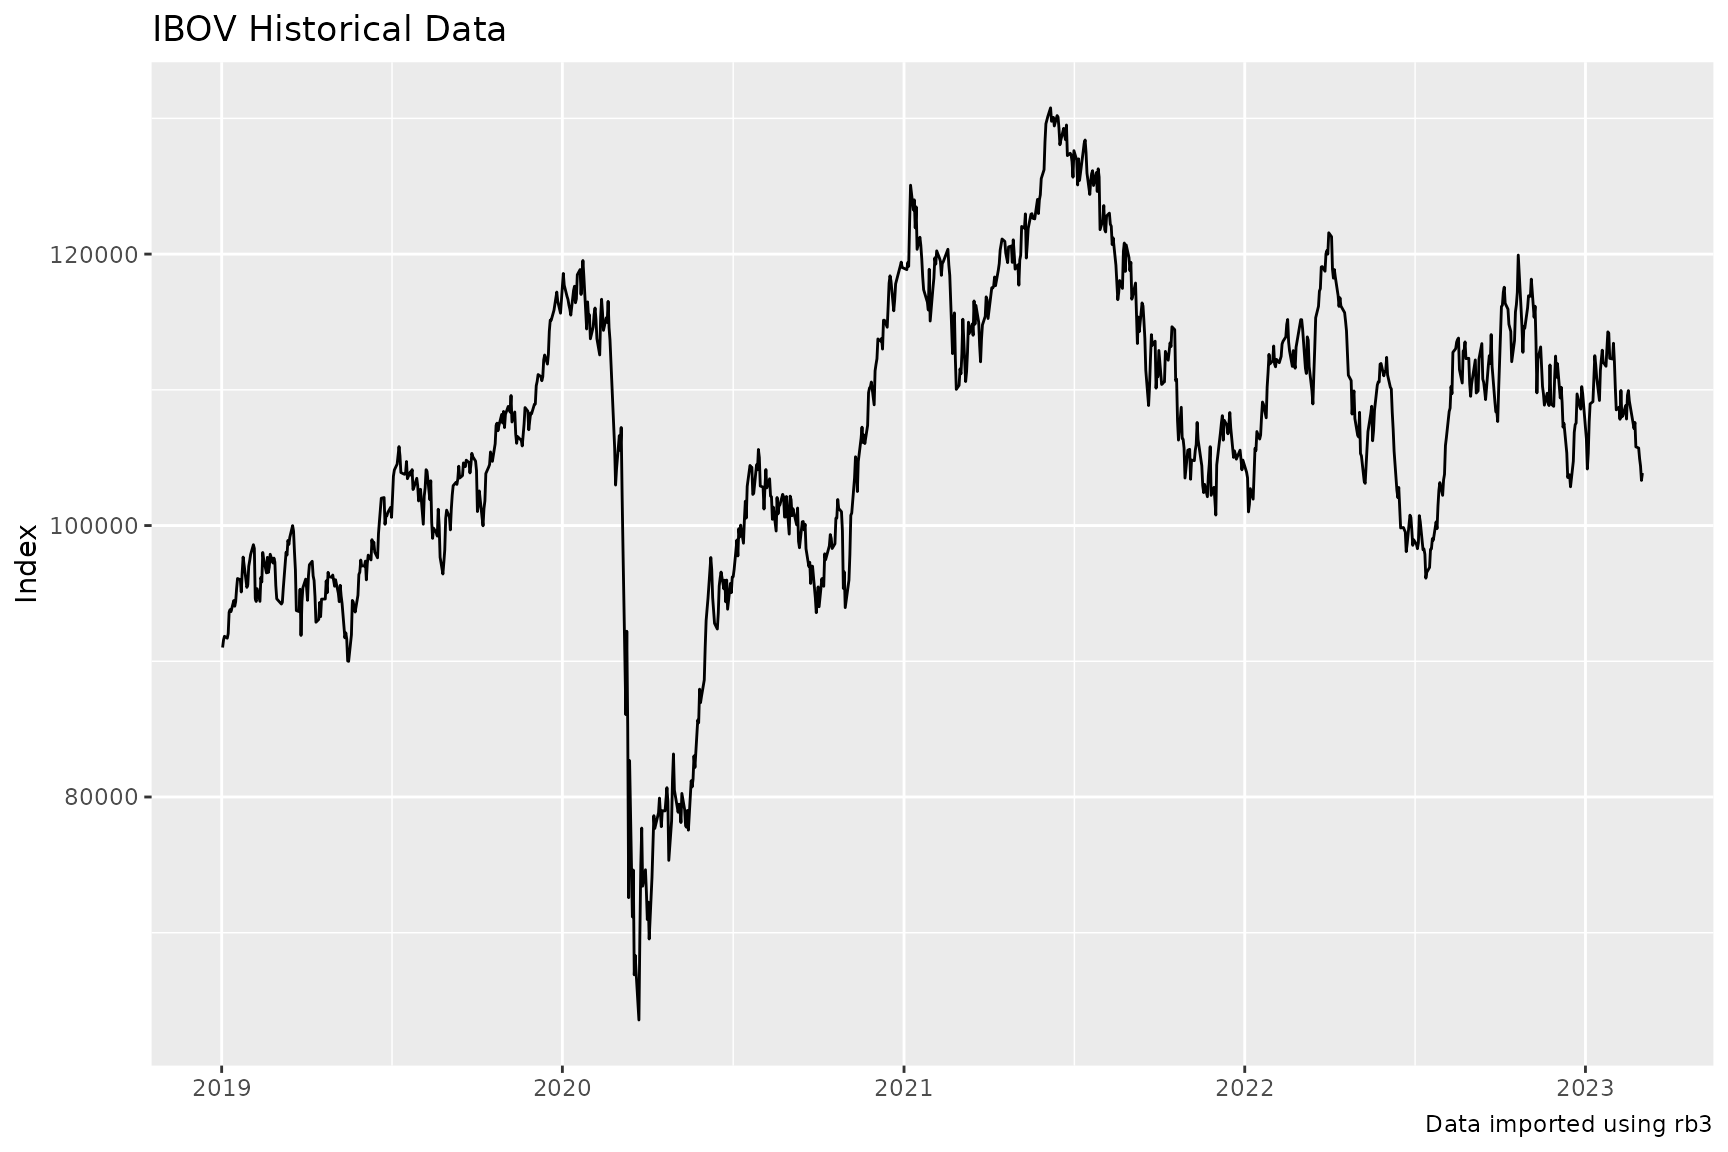 IBOV Historical Data
Index
120000
100000
80000
2019 2020 2021 2022 2023
Data imported using rb3